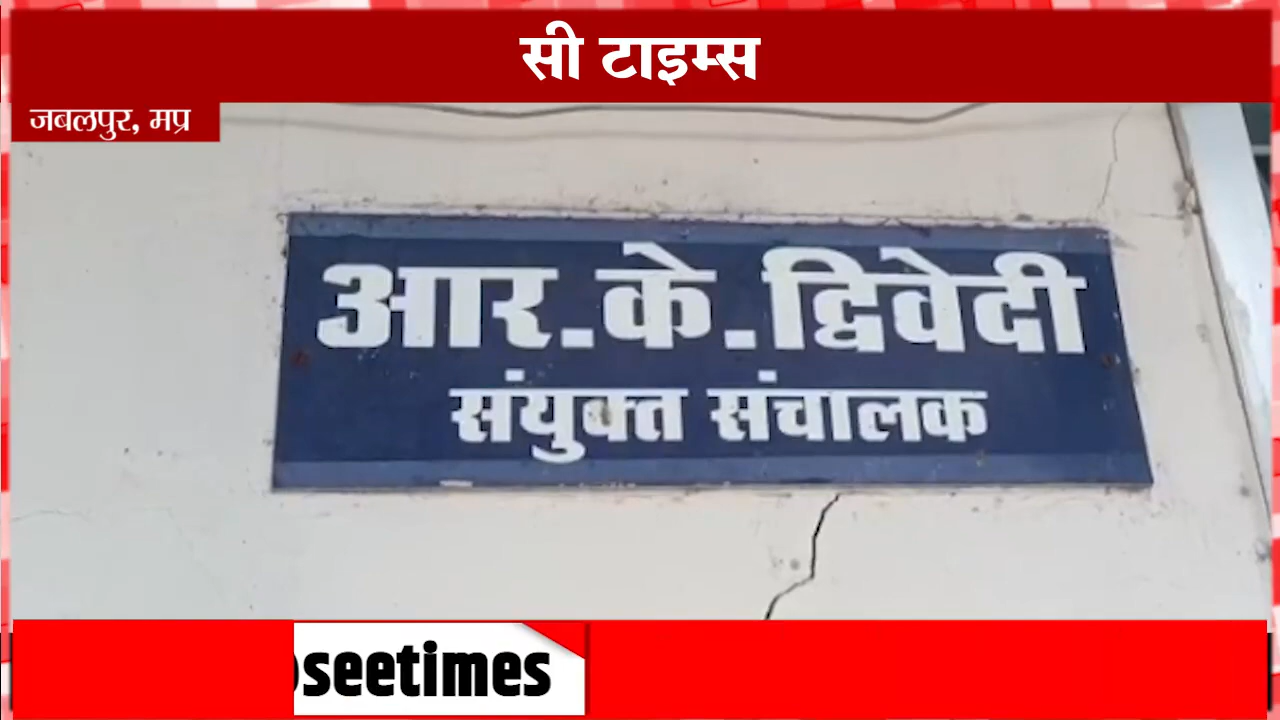 सी टाइम्स
जबलपुर, मप्र
आर.के.द्विवेदी
संयुक्त संचालक
seetimes